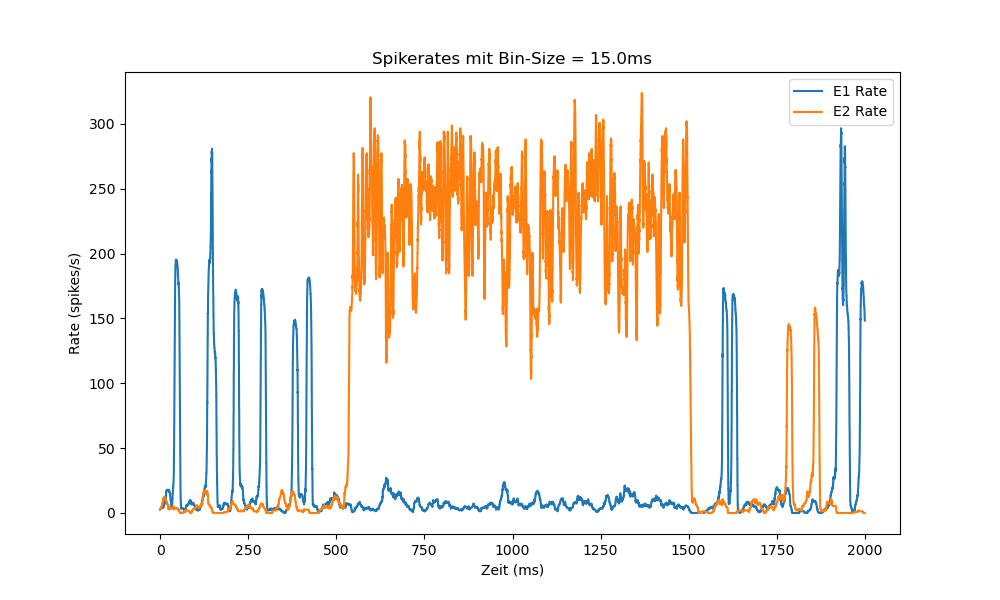 Spikerates mit Bin-Size = 15.0ms
E1 Rate
E2 Rate
Rate (spikes/s)
300
250
200
150
100
50
0
0 250 500 750 1000 1250 1500 1750 2000
Zeit (ms)